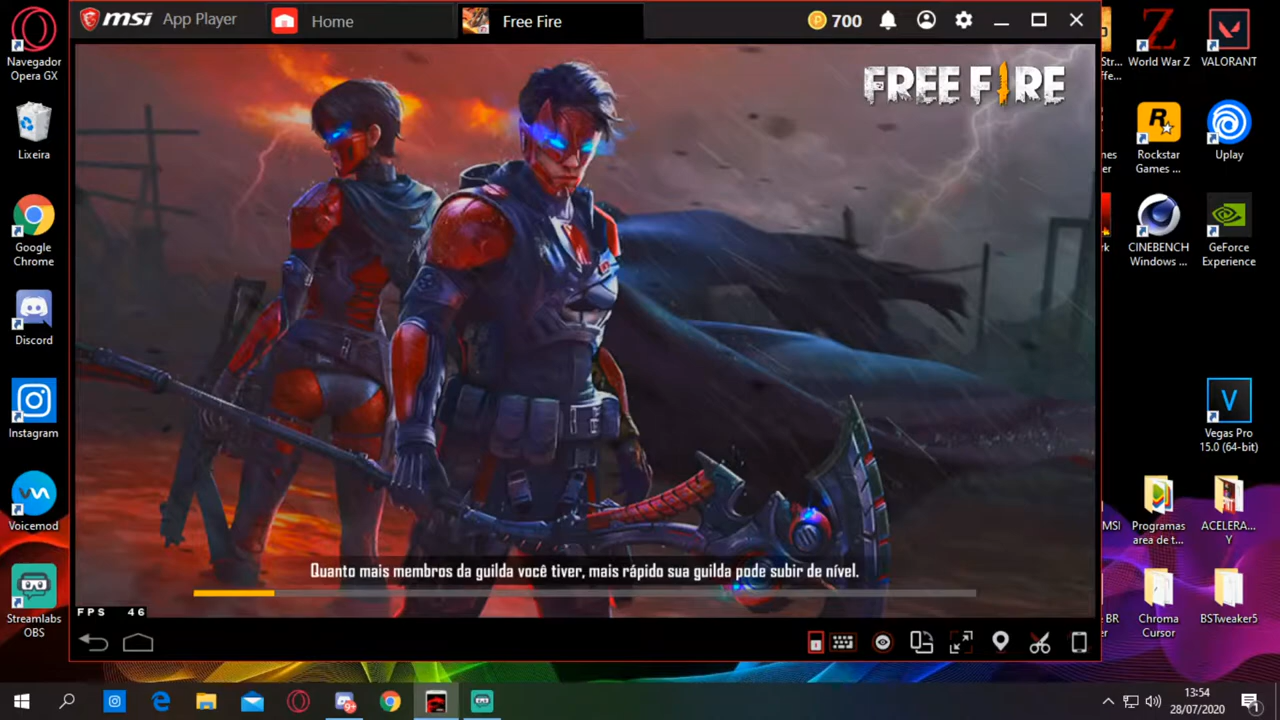 msi App Player
Home
Free Fire
P 700
FREE FIRE
Quanto mais membros da guilda você tiver, mais rápido sua guilda pode subir de nível.
FPS 46
Navegador
Opera GX
Lixeira
Google
Chrome
Discord
Instagram
Voicemod
Streamlabs
OBS
World War Z
VALORANT
Rockstar
Games ...
Uplay
CINEBENCH
Windows ...
GeForce
Experience
Vegas Pro
15.0 (64-bit)
MSI
Programas
area de t...
ACELERA...
Y
Chroma
Cursor
BSTweaker5
13:54
28/07/2020